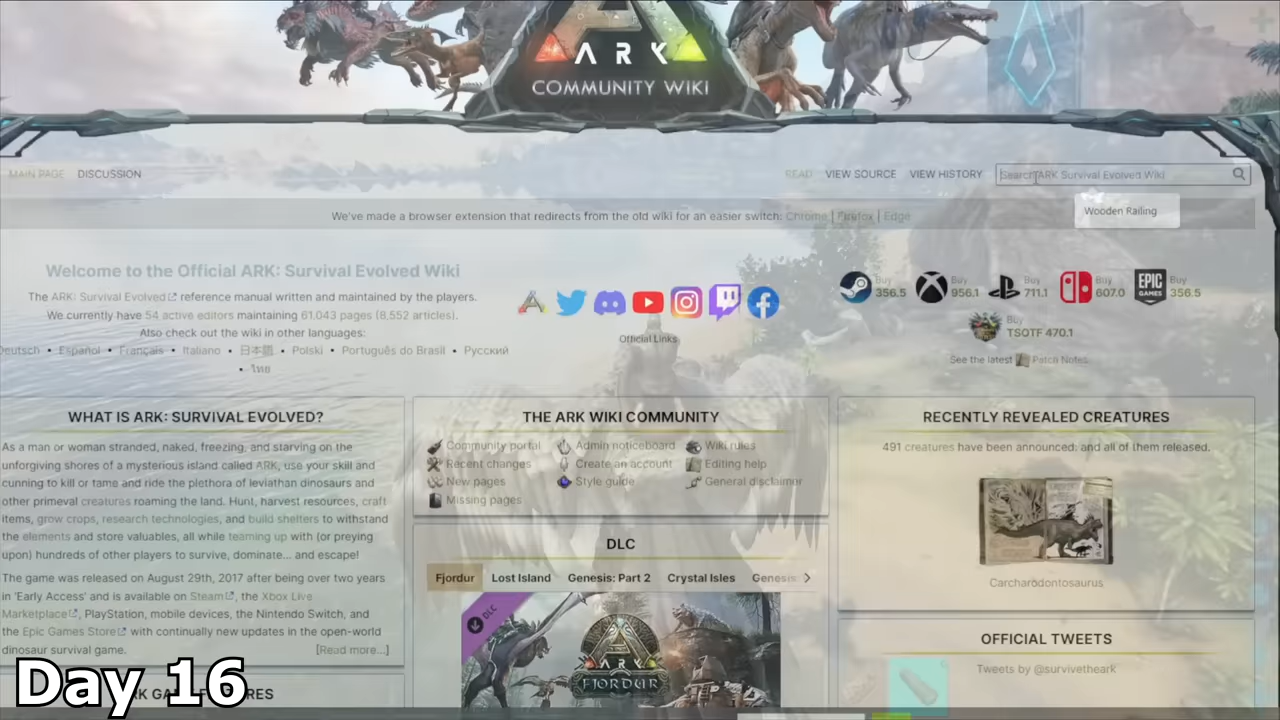 ARK
COMMUNITY WIKI
MAIN PAGE DISCUSSION READ VIEW SOURCE VIEW HISTORY Search ARK Survival Evolved Wiki
We've made a browser extension that redirects from the old wiki for an easier switch: Chrome | Firefox | Edge
Wooden Railing
Welcome to the Official ARK: Survival Evolved Wiki
The ARK: Survival Evolved reference manual written and maintained by the players.
We currently have 54 active editors maintaining 61.043 pages (8,552 articles).
Also check out the wiki in other languages:
Deutsch • Español • Français • Italiano • 日本語 • Polski • Português do Brasil • Русский
• ไทย
Official Links
Buy 356.5
Buy 956.1
Buy 711.1
Buy 607.0
EPIC GAMES Buy 356.5
Buy TSOTF 470.1
See the latest Patch Notes
WHAT IS ARK: SURVIVAL EVOLVED?
As a man or woman stranded, naked, freezing, and starving on the
unforgiving shores of a mysterious island called ARK, use your skill and
cunning to kill or tame and ride the plethora of leviathan dinosaurs and
other primeval creatures roaming the land. Hunt, harvest resources, craft
items, grow crops, research technologies, and build shelters to withstand
the elements and store valuables, all while teaming up with (or preying
upon) hundreds of other players to survive, dominate... and escape!
The game was released on August 29th, 2017 after being over two years
in 'Early Access' and is available on Steam, the Xbox Live
Marketplace, PlayStation, mobile devices, the Nintendo Switch, and
the Epic Games Store with continually new updates in the open-world
dinosaur survival game. [Read more...]
THE ARK WIKI COMMUNITY
Community portal Admin noticeboard Wiki rules
Recent changes Create an account Editing help
New pages Style guide General disclaimer
Missing pages
DLC
Fjordur Lost Island Genesis: Part 2 Crystal Isles Genesis:
DLC
ARK
FJORDUR
RECENTLY REVEALED CREATURES
491 creatures have been announced: and all of them released.
Carcharodontosaurus
OFFICIAL TWEETS
Tweets by @survivetheark
Day 16